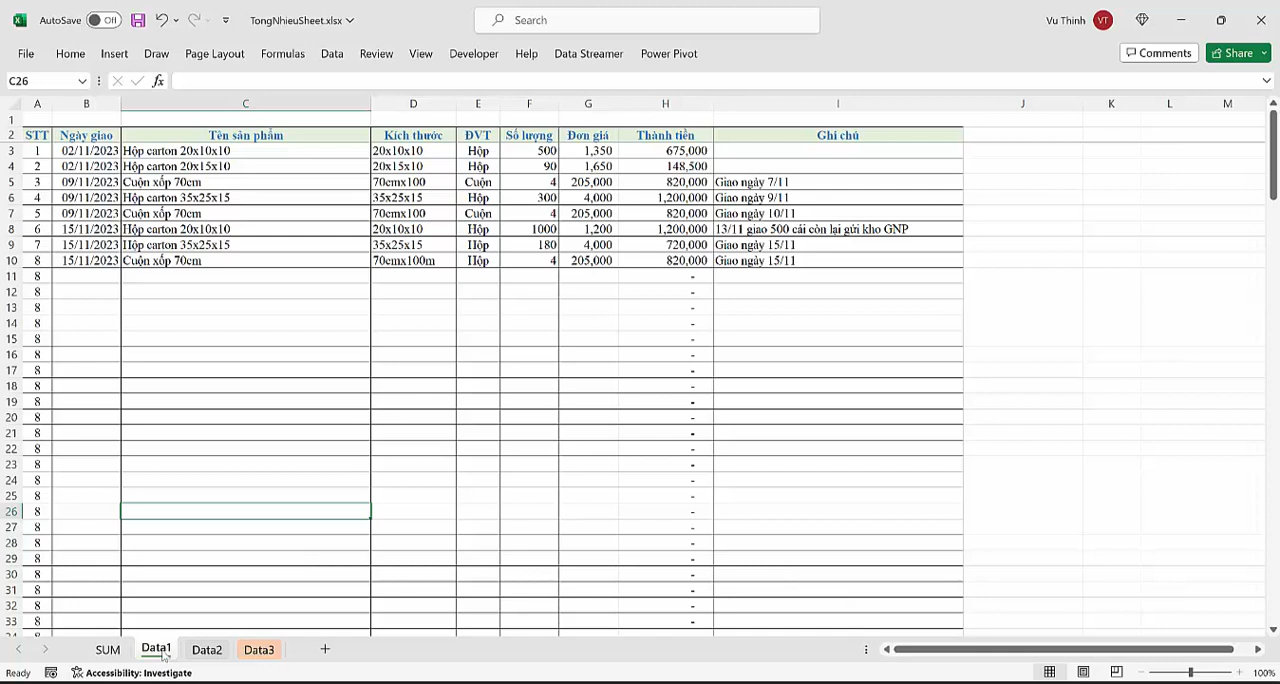 AutoSave Off TongNhieuSheet.xlsx Search Vu Thinh VT
File Home Insert Draw Page Layout Formulas Data Review View Developer Help Data Streamer Power Pivot Comments Share
C26 fx
A B C D E F G H I J K L M
1
2 STT Ngày giao Tên sản phẩm Kích thước ĐVT Số lượng Đơn giá Thành tiền Ghi chú
3 1 02/11/2023 Hộp carton 20x10x10 20x10x10 Hộp 500 1,350 675,000
4 2 02/11/2023 Hộp carton 20x15x10 20x15x10 Hộp 90 1,650 148,500
5 3 09/11/2023 Cuộn xốp 70cm 70cmx100 Cuộn 4 205,000 820,000 Giao ngày 7/11
6 4 09/11/2023 Hộp carton 35x25x15 35x25x15 Hộp 300 4,000 1,200,000 Giao ngày 9/11
7 5 09/11/2023 Cuộn xốp 70cm 70cmx100 Cuộn 4 205,000 820,000 Giao ngày 10/11
8 6 15/11/2023 Hộp carton 20x10x10 20x10x10 Hộp 1000 1,200 1,200,000 13/11 giao 500 cái còn lại gửi kho GNP
9 7 15/11/2023 Hộp carton 35x25x15 35x25x15 Hộp 180 4,000 720,000 Giao ngày 15/11
10 8 15/11/2023 Cuộn xốp 70cm 70cmx100m Hộp 4 205,000 820,000 Giao ngày 15/11
11 8 -
12 8 -
13 8 -
14 8 -
15 8 -
16 8 -
17 8 -
18 8 -
19 8 -
20 8 -
21 8 -
22 8 -
23 8 -
24 8 -
25 8 -
26 8 -
27 8 -
28 8 -
29 8 -
30 8 -
31 8 -
32 8 -
33 8 -
SUM Data1 Data2 Data3 +
Ready Accessibility: Investigate 100%